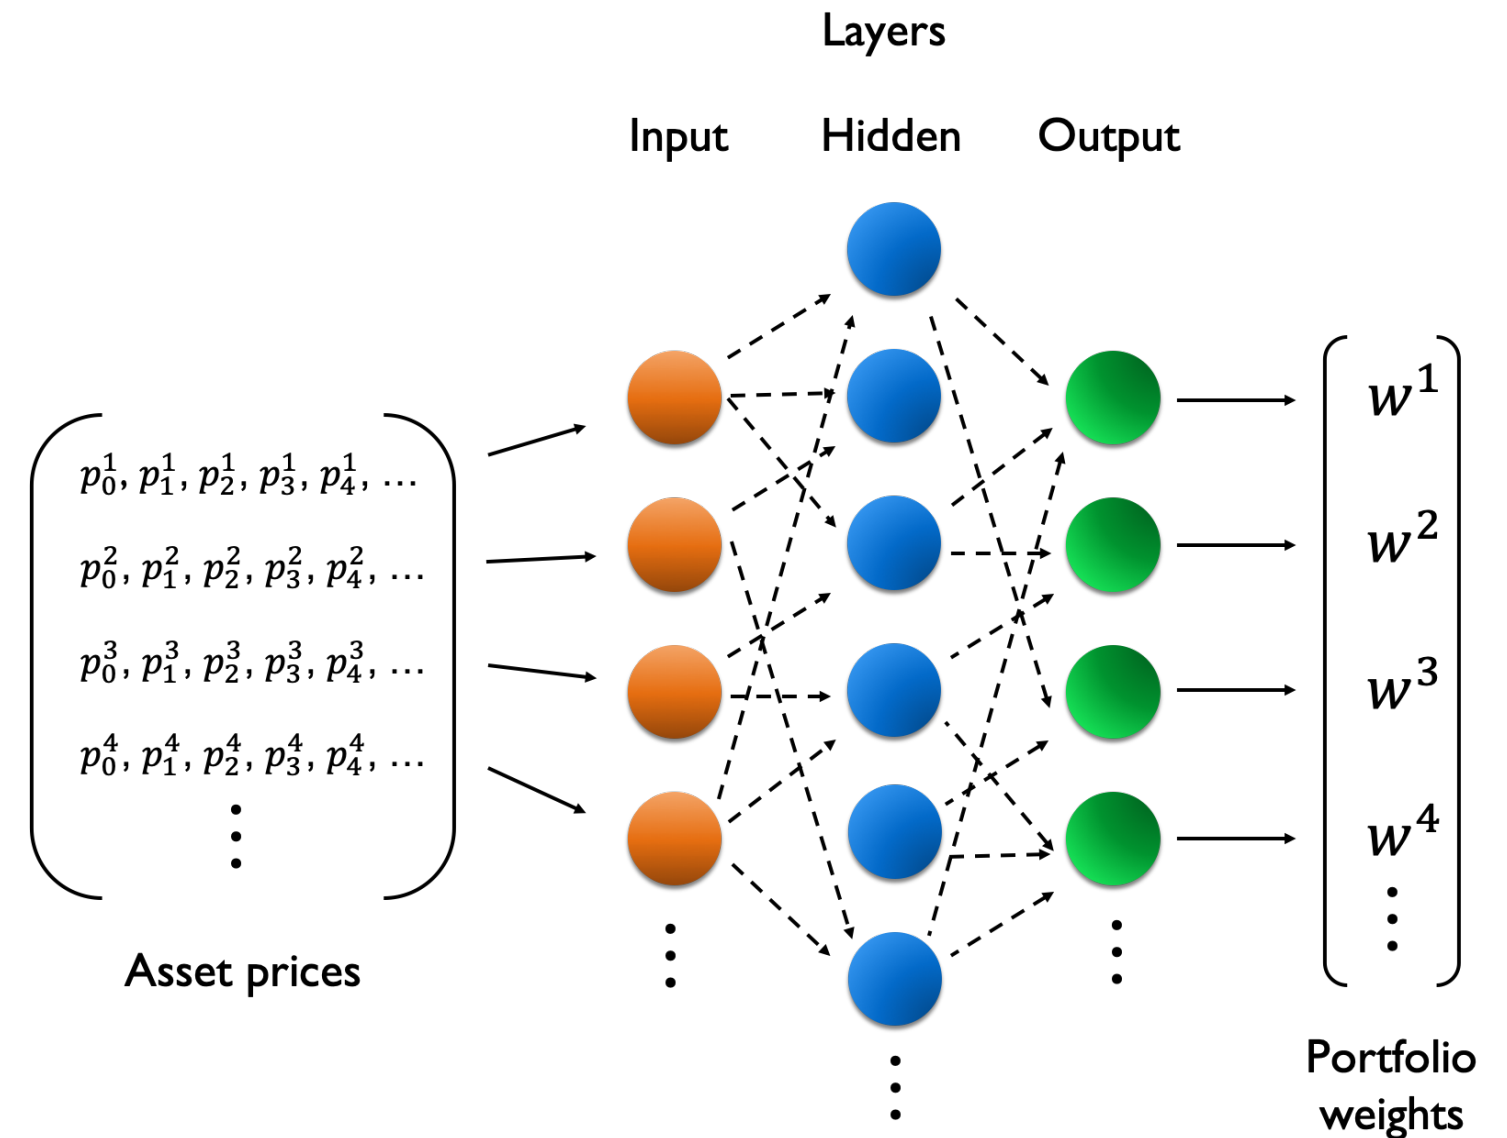 Layers
Input Hidden Output
p₀¹, p₁¹, p₂¹, p₃¹, p₄¹, …
p₀², p₁², p₂², p₃², p₄², …
p₀³, p₁³, p₂³, p₃³, p₄³, …
p₀⁴, p₁⁴, p₂⁴, p₃⁴, p₄⁴, …
⋮
Asset prices
w¹
w²
w³
w⁴
⋮
Portfolio
weights